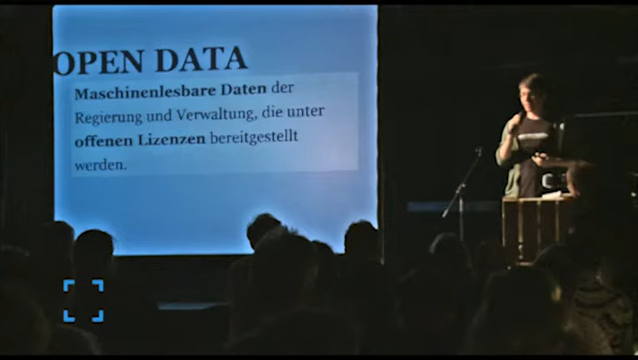 OPEN DATA
Maschinenlesbare Daten der
Regierung und Verwaltung, die unter
offenen Lizenzen bereitgestellt
werden.